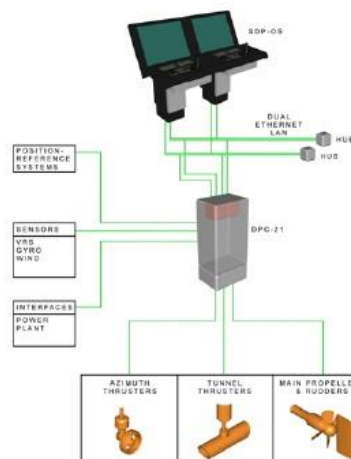 SDP-OS
DUAL
ETHERNET
LAN
HUB
HUB
POSITION-
REFERENCE
SYSTEMS
SENSORS
VRS
GYRO
WIND
DPC-21
INTERFACES
POWER
PLANT
AZIMUTH
THRUSTERS
TUNNEL
THRUSTERS
MAIN PROPELLE
& RUDDERS